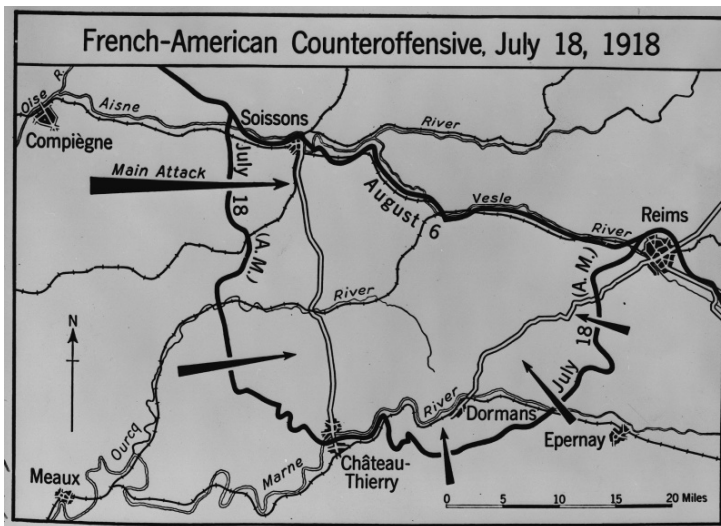 French-American Counteroffensive, July 18, 1918
Oise R.
Aisne
Soissons
River
Compiègne
Main Attack
July 18 (A.M.)
August 6
Vesle
River
Reims
(A.M.)
N
River
July 18
Ourcq
River
Dormans
Epernay
Meaux
Marne
Château-
Thierry
0 5 10 15 20 Miles